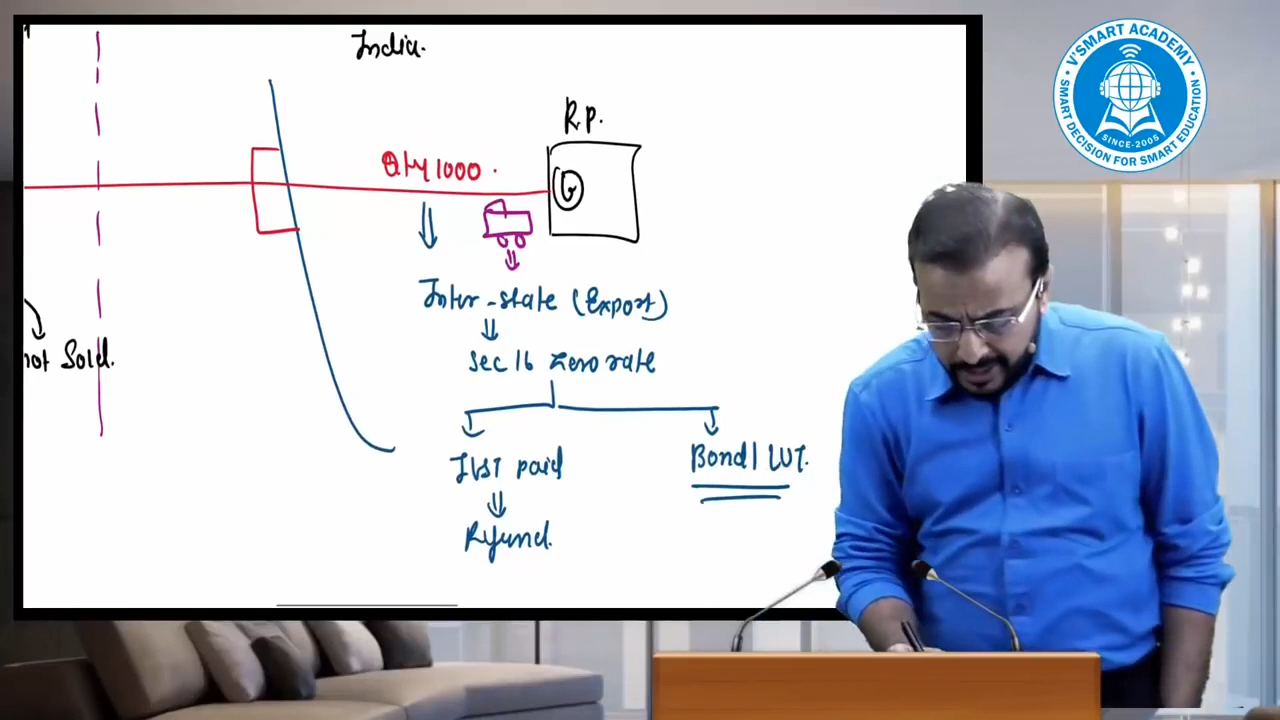 India.
R.P.
Qty 1000.
G
Inter-state (Export)
Sec 16 Zero rate
not Sold.
IGST paid
Bond / LUT.
Refund.
V'SMART ACADEMY
SMART DECISION FOR SMART EDUCATION
SINCE-2005